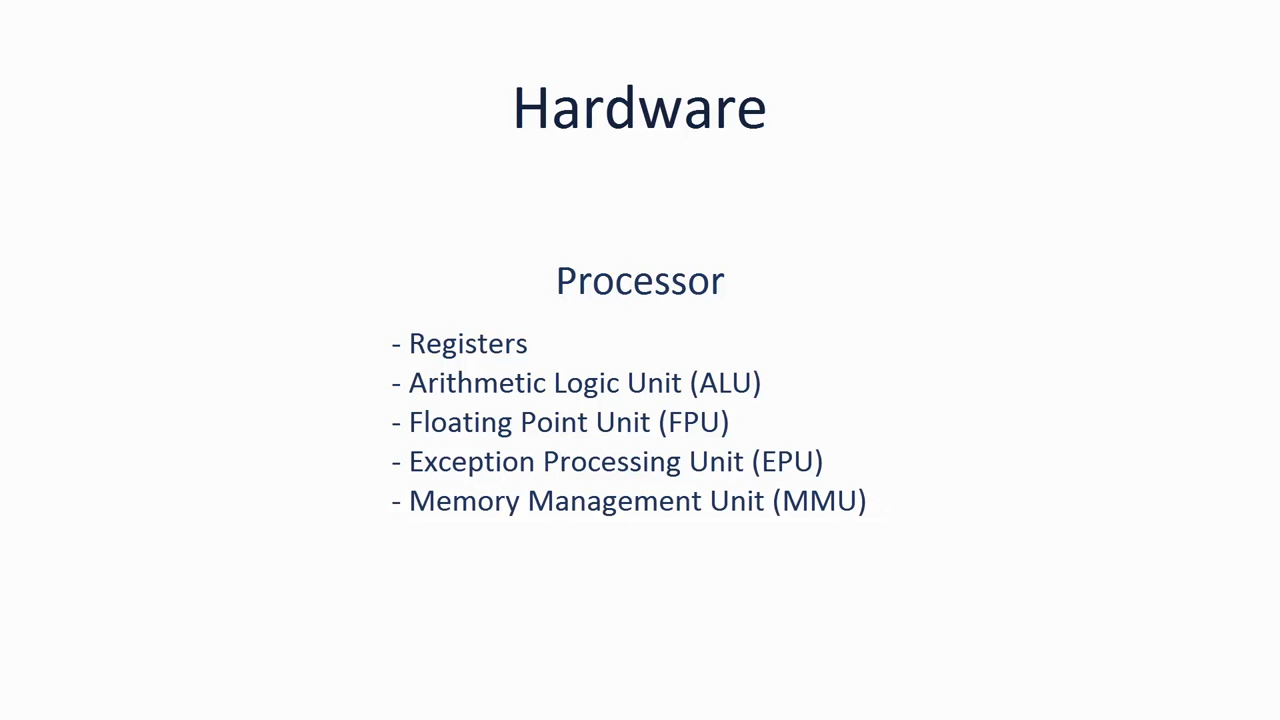 Hardware
Processor
- Registers
- Arithmetic Logic Unit (ALU)
- Floating Point Unit (FPU)
- Exception Processing Unit (EPU)
- Memory Management Unit (MMU)